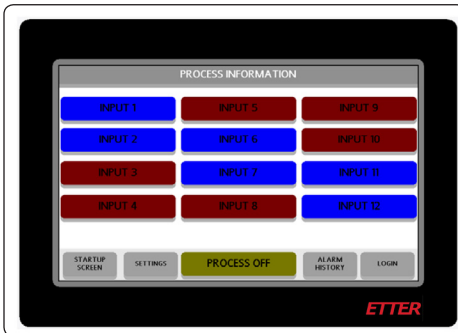 PROCESS INFORMATION
INPUT 1 INPUT 5 INPUT 9
INPUT 2 INPUT 6 INPUT 10
INPUT 3 INPUT 7 INPUT 11
INPUT 4 INPUT 8 INPUT 12
STARTUP SCREEN SETTINGS PROCESS OFF ALARM HISTORY LOGIN
ETTER